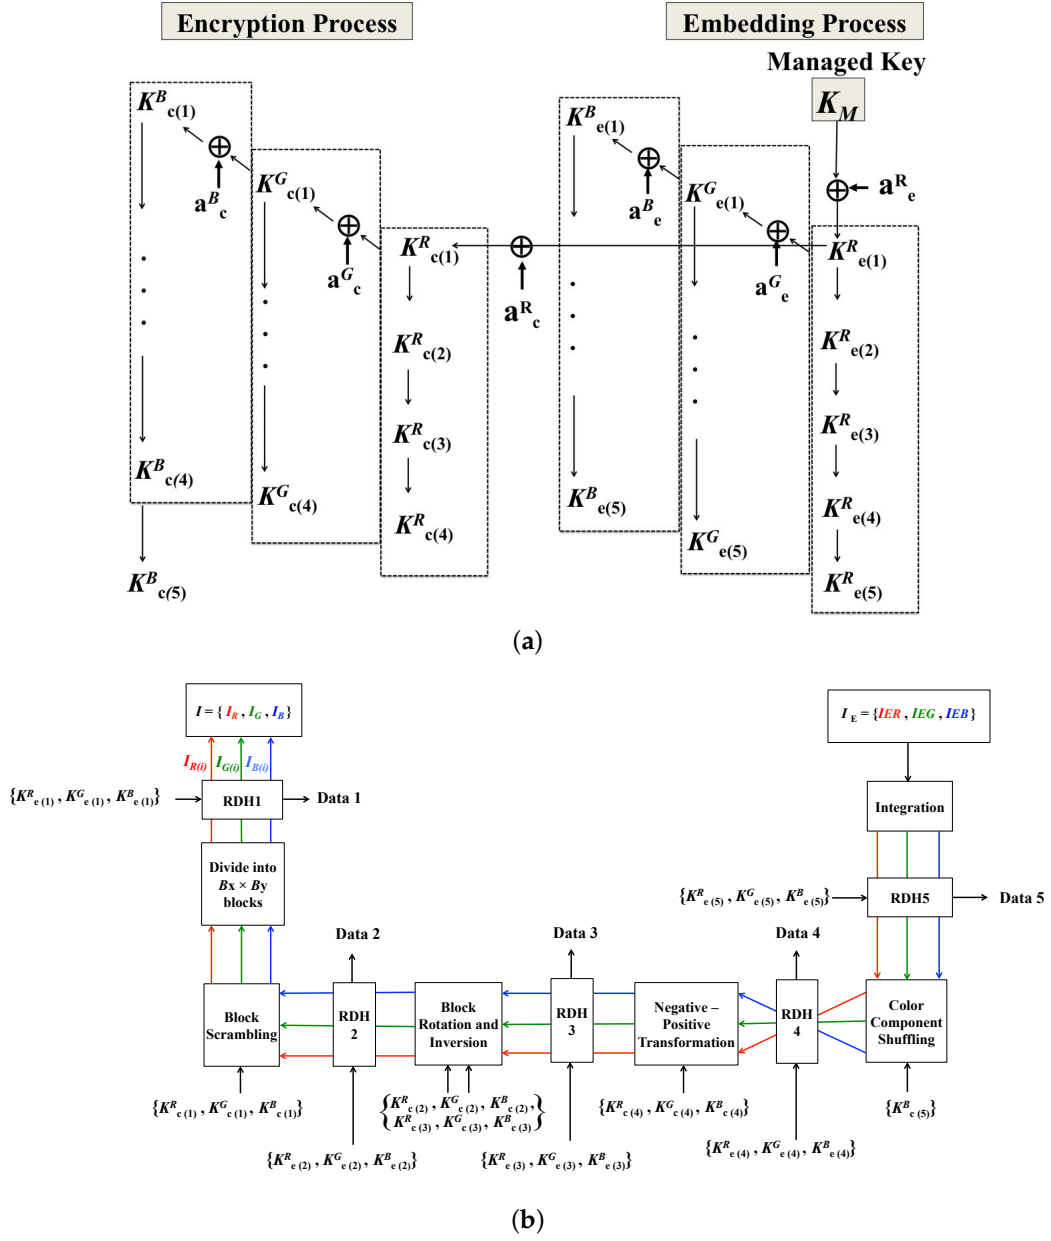 Encryption Process
Embedding Process
Managed Key
K_M
K^B_c(1)
K^B_e(1)
a^B_c
K^G_c(1)
a^B_e
K^G_e(1)
a^R_e
a^G_c
K^R_c(1)
a^R_c
a^G_e
K^R_e(1)
K^R_c(2)
K^R_e(2)
K^R_c(3)
K^R_e(3)
K^B_c(4)
K^G_c(4)
K^R_c(4)
K^B_e(5)
K^G_e(5)
K^R_e(4)
K^B_c(5)
K^R_e(5)
(a)
I = { I_R , I_G , I_B }
I_E = {IER , IEG , IEB }
I_R(i) I_G(i) I_B(i)
{K^R_e(1) , K^G_e(1) , K^B_e(1)}
RDH1
Data 1
Integration
Divide into
Bx × By
blocks
{K^R_e(5) , K^G_e(5) , K^B_e(5)}
RDH5
Data 5
Data 2
Data 3
Data 4
Block
Scrambling
RDH
2
Block
Rotation and
Inversion
RDH
3
Negative –
Positive
Transformation
RDH
4
Color
Component
Shuffling
{K^R_c(1) , K^G_c(1) , K^B_c(1)}
{K^R_c(2) , K^G_c(2) , K^B_c(2),
K^R_c(3) , K^G_c(3) , K^B_c(3)}
{K^R_c(4) , K^G_c(4) , K^B_c(4)}
{K^B_c(5)}
{K^R_e(2) , K^G_e(2) , K^B_e(2)}
{K^R_e(3) , K^G_e(3) , K^B_e(3)}
{K^R_e(4) , K^G_e(4) , K^B_e(4)}
(b)